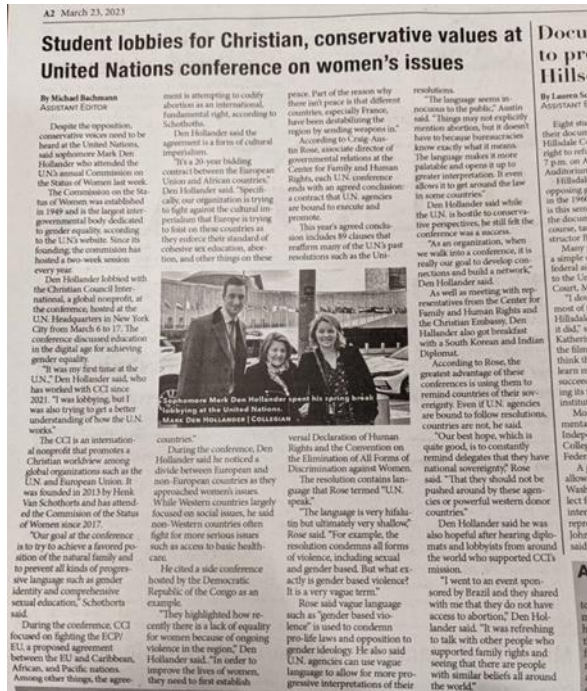 A2 March 23, 2023
Student lobbies for Christian, conservative values at
United Nations conference on women's issues
By Michael Bachmann
ASSISTANT EDITOR
Despite the opposition,
conservative voices need to be
heard at the United Nations,
said sophomore Mark Den
Hollander who attended the
U.N.'s annual Commission on
the Status of Women last week.
The Commission on the Sta-
tus of Women was established
in 1949 and is the largest inter-
governmental body dedicated
to gender equality, according
to the U.N.'s website. Since its
founding, the commission has
hosted a two-week session
every year.
Den Hollander lobbied with
the Christian Council Inter-
national, a global nonprofit, at
the conference, hosted at the
U.N. Headquarters in New York
City from March 6 to 17. The
conference discussed education
in the digital age for achieving
gender equality.
"It was my first time at the
U.N.," Den Hollander said, who
has worked with CCI since
2021. "I was lobbying, but I
was also trying to get a better
understanding of how the U.N.
works."
The CCI is an internation-
al nonprofit that promotes a
Christian worldview among
global organizations such as the
U.N. and European Union. It
was founded in 2013 by Henk
Van Schothorst and has attend-
ed the Commission of the Status
of Women since 2017.
"Our goal at the conference
is to try to achieve a favored po-
sition of the natural family and
to prevent all kinds of progres-
sive language such as gender
identity and comprehensive
sexual education," Schothorts
said.
During the conference, CCI
focused on fighting the ECP/
EU, a proposed agreement
between the EU and Caribbean,
African, and Pacific nations.
Among other things, the agree-
ment is attempting to codify
abortion as an international,
fundamental right, according to
Schothorts.
Den Hollander said the
agreement is a form of cultural
imperialism.
"It's a 20-year binding
contract between the European
Union and African countries,"
Den Hollander said. "Specifi-
cally, our organization is trying
to fight against the cultural im-
perialism that Europe is trying
to foist on these countries as
they enforce their standard of
cohesive sex education, abor-
tion, and other things on these
countries."
During the conference, Den
Hollander said he noticed a
divide between European and
non-European countries as they
approached women's issues.
While Western countries largely
focused on social issues, he said
non-Western countries often
fight for more serious issues
such as access to basic health-
care.
He cited a side conference
hosted by the Democratic
Republic of the Congo as an
example.
"They highlighted how re-
cently there is a lack of equality
for women because of ongoing
violence in the region," Den
Hollander said. "In order to
improve the lives of women,
they need to first establish
peace. Part of the reason why
there isn't peace is that different
countries, especially France,
have been destabilizing the
region by sending weapons in."
According to Craig Aus-
tin Rose, associate director of
governmental relations at the
Center for Family and Human
Rights, each U.N. conference
ends with an agreed conclusion:
a contract that U.N. agencies
are bound to execute and
promote.
This year's agreed conclu-
sion includes 89 clauses that
reaffirm many of the U.N.'s past
resolutions such as the Uni-
Sophomore Mark Den Hollander spent his spring break
lobbying at the United Nations.
MARK DEN HOLLANDER | COLLEGIAN
versal Declaration of Human
Rights and the Convention on
the Elimination of All Forms of
Discrimination against Women.
The resolution contains lan-
guage that Rose termed "U.N.
speak."
"The language is very hifalu-
tin but ultimately very shallow,"
Rose said. "For example, the
resolution condemns all forms
of violence, including sexual
and gender based. But what ex-
actly is gender based violence?
It is a very vague term."
Rose said vague language
such as "gender based vio-
lence" is used to condemn
pro-life laws and opposition to
gender ideology. He also said
U.N. agencies can use vague
language to allow for more pro-
gressive interpretations of their
resolutions.
"The language seems in-
nocuous to the public," Austin
said. "Things may not explicitly
mention abortion, but it doesn't
have to because bureaucracies
know exactly what it means.
The language makes it more
palatable and opens it up to
greater interpretation. It even
allows it to get around the law
in some countries."
Den Hollander said while
the U.N. is hostile to conserva-
tive perspectives, he still felt the
conference was a success.
"As an organization, when
we walk into a conference, it is
really our goal to develop con-
nections and build a network,"
Den Hollander said.
As well as meeting with rep-
resentatives from the Center for
Family and Human Rights and
the Christian Embassy, Den
Hallander also got breakfast
with a South Korean and Indian
Diplomat.
According to Rose, the
greatest advantage of these
conferences is using them to
remind countries of their sov-
ereignty. Even if U.N. agencies
are bound to follow resolutions,
countries are not, he said.
"Our best hope, which is
quite good, is to constantly
remind delegates that they have
national sovereignty," Rose
said. "That they should not be
pushed around by these agen-
cies or powerful western donor
countries."
Den Hollander said he was
also hopeful after hearing diplo-
mats and lobbyists from around
the world who supported CCI's
mission.
"I went to an event spon-
sored by Brazil and they shared
with me that they do not have
access to abortion," Den Hol-
lander said. "It was refreshing
to talk with other people who
supported family rights and
seeing that there are people
with similar beliefs all around
the world."
Docu
to pr
Hills
By Lauren S
ASSISTANT
Eight stu
their docum
Hillsdale C
right to ref
7 p.m. on A
Auditorium
Hillsdal
opposing
in the 1960
is this seme
the docum
course, ta
structor
Many
a simple
federal
to the U
Court, M
"I d
most of
Hillsdal
it did,"
Katheri
the film
think th
learn m
succee
ing its
institu
Mo
menta
Indep
Colle
Feder
A
allow
Wash
lect f
inter
repr
John
said
A